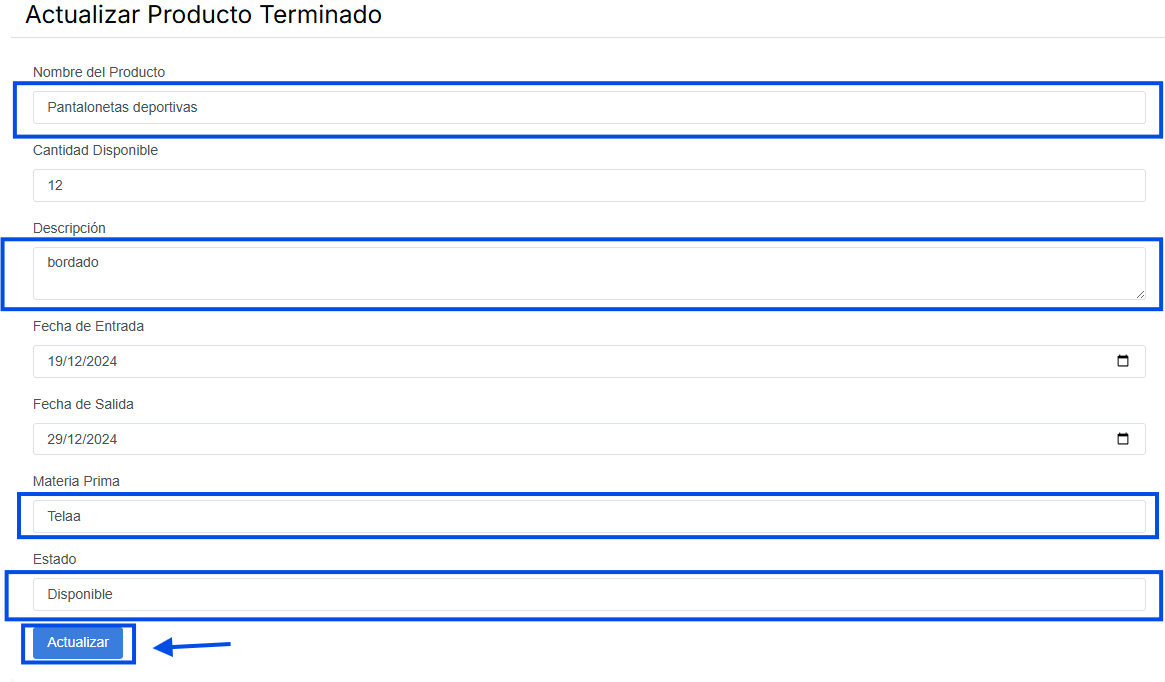 Actualizar Producto Terminado
Nombre del Producto
Pantalonetas deportivas
Cantidad Disponible
12
Descripción
bordado
Fecha de Entrada
19/12/2024
Fecha de Salida
29/12/2024
Materia Prima
Telaa
Estado
Disponible
Actualizar